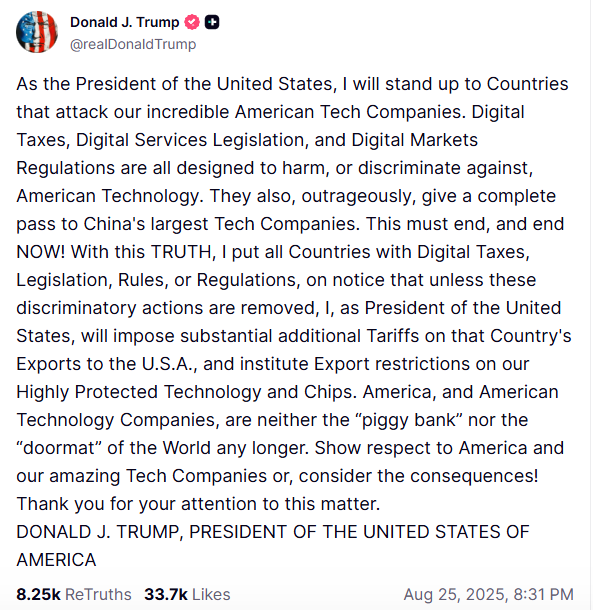 Donald J. Trump
@realDonaldTrump
As the President of the United States, I will stand up to Countries
that attack our incredible American Tech Companies. Digital
Taxes, Digital Services Legislation, and Digital Markets
Regulations are all designed to harm, or discriminate against,
American Technology. They also, outrageously, give a complete
pass to China's largest Tech Companies. This must end, and end
NOW! With this TRUTH, I put all Countries with Digital Taxes,
Legislation, Rules, or Regulations, on notice that unless these
discriminatory actions are removed, I, as President of the United
States, will impose substantial additional Tariffs on that Country's
Exports to the U.S.A., and institute Export restrictions on our
Highly Protected Technology and Chips. America, and American
Technology Companies, are neither the “piggy bank” nor the
“doormat” of the World any longer. Show respect to America and
our amazing Tech Companies or, consider the consequences!
Thank you for your attention to this matter.
DONALD J. TRUMP, PRESIDENT OF THE UNITED STATES OF
AMERICA
8.25k ReTruths 33.7k Likes Aug 25, 2025, 8:31 PM